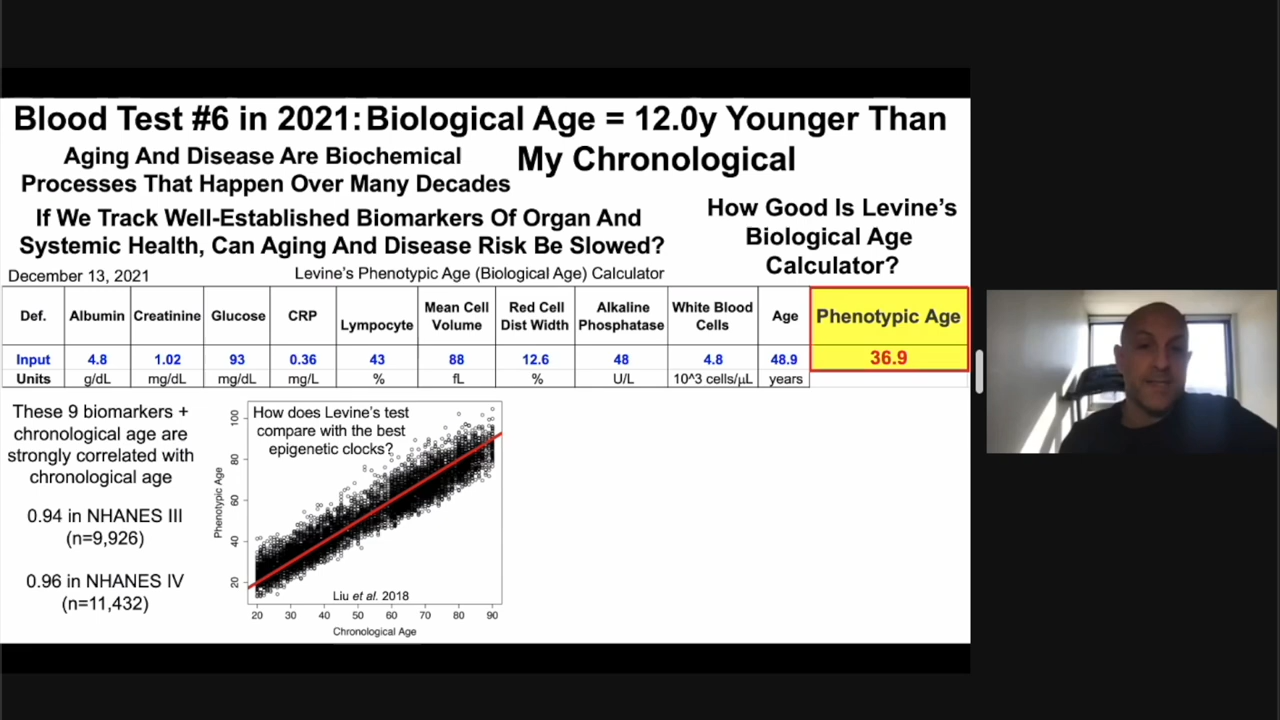 Blood Test #6 in 2021: Biological Age = 12.0y Younger Than
My Chronological
Aging And Disease Are Biochemical
Processes That Happen Over Many Decades
If We Track Well-Established Biomarkers Of Organ And
Systemic Health, Can Aging And Disease Risk Be Slowed?
How Good Is Levine's
Biological Age
Calculator?
December 13, 2021
Levine's Phenotypic Age (Biological Age) Calculator
Def. Albumin Creatinine Glucose CRP Lympocyte Mean Cell Volume Red Cell Dist Width Alkaline Phosphatase White Blood Cells Age Phenotypic Age
Input 4.8 1.02 93 0.36 43 88 12.6 48 4.8 48.9 36.9
Units g/dL mg/dL mg/dL mg/L % fL % U/L 10^3 cells/μL years
These 9 biomarkers +
chronological age are
strongly correlated with
chronological age
0.94 in NHANES III
(n=9,926)
0.96 in NHANES IV
(n=11,432)
How does Levine's test
compare with the best
epigenetic clocks?
Phenotypic Age
100
80
60
40
20
Liu et al. 2018
20 30 40 50 60 70 80 90
Chronological Age